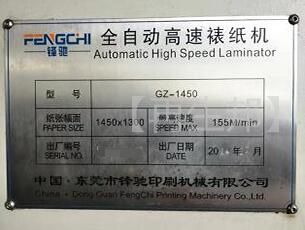 FENGCHI
锋驰
全自动高速裱纸机
Automatic High Speed Laminator
型 号 GZ-1450
纸张幅面 1450x1300 最高速度 155M/min
PAPER SIZE SPEED MAX
出厂编号 出厂日期 20 年 月
SERIAL NO
中国·东莞市锋驰印刷机械有限公司
China·Dong Guan FengChi Printing Machinery Co.,Ltd.